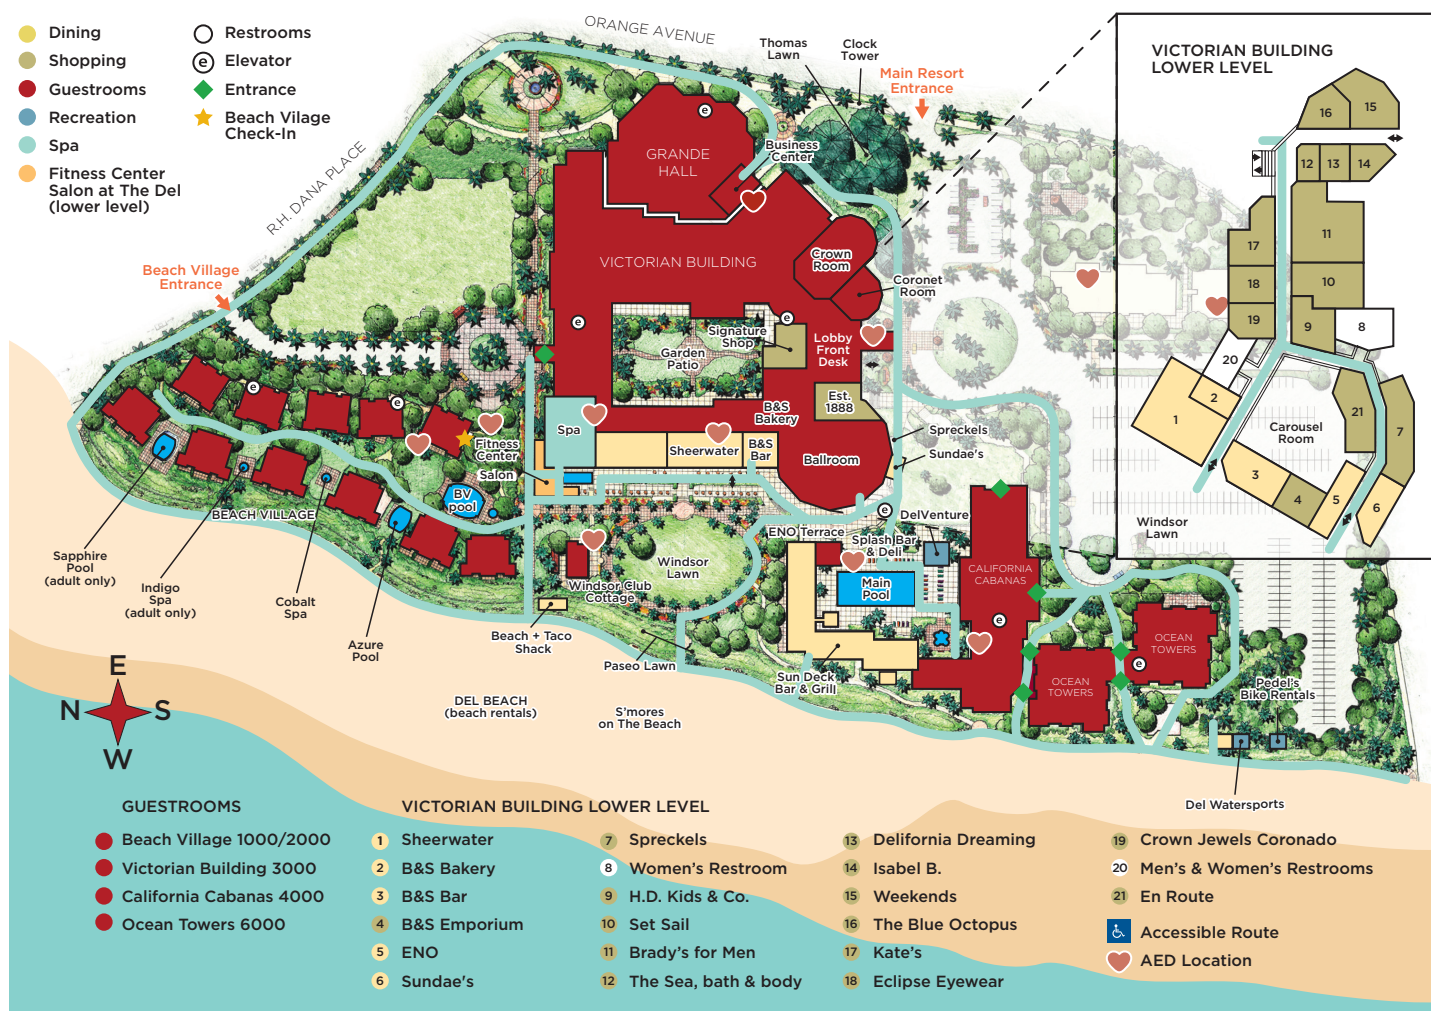 Dining
Shopping
Guestrooms
Recreation
Spa
Fitness Center
Salon at The Del
(lower level)
Restrooms
e
Elevator
Entrance
Beach Vilage
Check-In
ORANGE AVENUE
R.H. DANA PLACE
Thomas
Lawn
Clock
Tower
Main Resort
Entrance
Beach Village
Entrance
e
GRANDE
HALL
Business
Center
VICTORIAN BUILDING
Crown
Room
Coronet
Room
e
e
Signature
Shop
Garden
Patio
Lobby
Front
Desk
Est.
1888
B&S
Bakery
Spa
Sheerwater
B&S
Bar
Ballroom
Spreckels
Sundae's
e
e
Fitness
Center
Salon
BV
pool
BEACH VILLAGE
Sapphire
Pool
(adult only)
Indigo
Spa
(adult only)
Cobalt
Spa
Azure
Pool
Windsor Club
Cottage
Windsor
Lawn
Beach + Taco
Shack
Paseo Lawn
e
ENO Terrace
DelVenture
Splash Bar
& Deli
Main
Pool
CALIFORNIA
CABANAS
e
Sun Deck
Bar & Grill
OCEAN
TOWERS
OCEAN
TOWERS
e
Pedel's
Bike Rentals
Del Watersports
DEL BEACH
(beach rentals)
S'mores
on The Beach
E
N
S
W
VICTORIAN BUILDING
LOWER LEVEL
16
15
12
13
14
11
17
18
10
19
9
8
20
2
1
21
7
Carousel
Room
3
4
5
6
Windsor
Lawn
GUESTROOMS
Beach Village 1000/2000
Victorian Building 3000
California Cabanas 4000
Ocean Towers 6000
VICTORIAN BUILDING LOWER LEVEL
1 Sheerwater
2 B&S Bakery
3 B&S Bar
4 B&S Emporium
5 ENO
6 Sundae's
7 Spreckels
8 Women's Restroom
9 H.D. Kids & Co.
10 Set Sail
11 Brady's for Men
12 The Sea, bath & body
13 Delifornia Dreaming
14 Isabel B.
15 Weekends
16 The Blue Octopus
17 Kate's
18 Eclipse Eyewear
19 Crown Jewels Coronado
20 Men's & Women's Restrooms
21 En Route
Accessible Route
AED Location